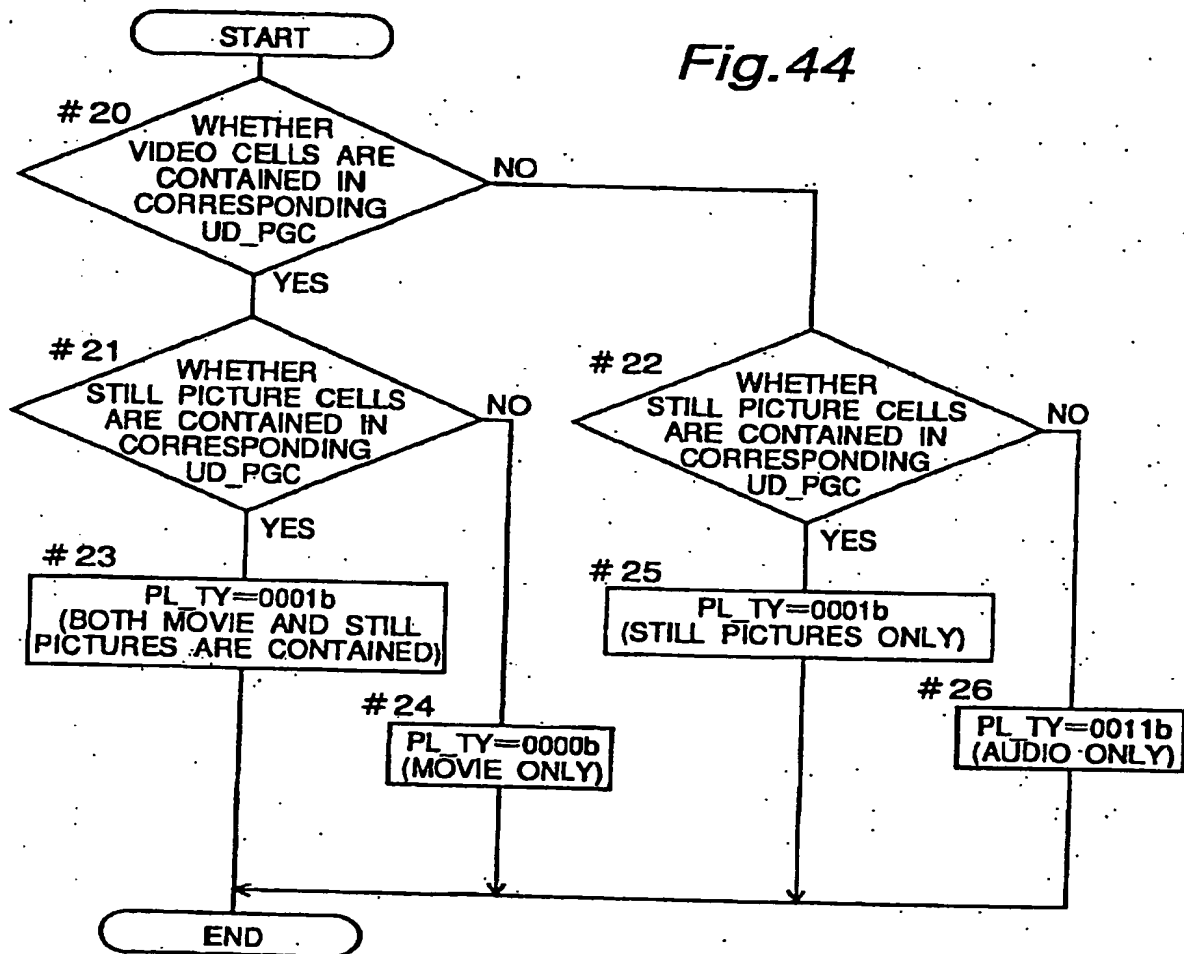 START
Fig.44
#20
WHETHER
VIDEO CELLS ARE
CONTAINED IN
CORRESPONDING
UD_PGC
NO
YES
#21
WHETHER
STILL PICTURE CELLS
ARE CONTAINED IN
CORRESPONDING
UD_PGC
NO
YES
#22
WHETHER
STILL PICTURE CELLS
ARE CONTAINED IN
CORRESPONDING
UD_PGC
NO
YES
#23
PL_TY=0001b
(BOTH MOVIE AND STILL
PICTURES ARE CONTAINED)
#24
PL_TY=0000b
(MOVIE ONLY)
#25
PL_TY=0001b
(STILL PICTURES ONLY)
#26
PL_TY=0011b
(AUDIO ONLY)
END